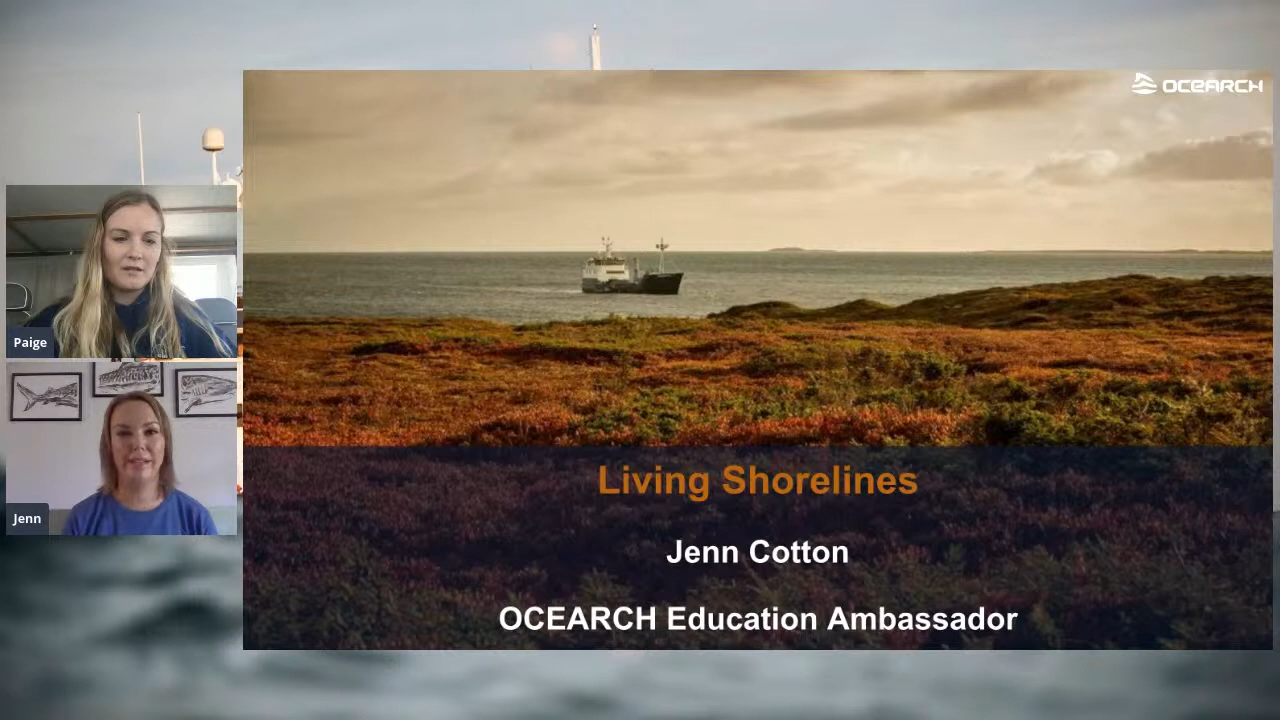 OCEARCH
Paige
Jenn
Living Shorelines
Jenn Cotton
OCEARCH Education Ambassador